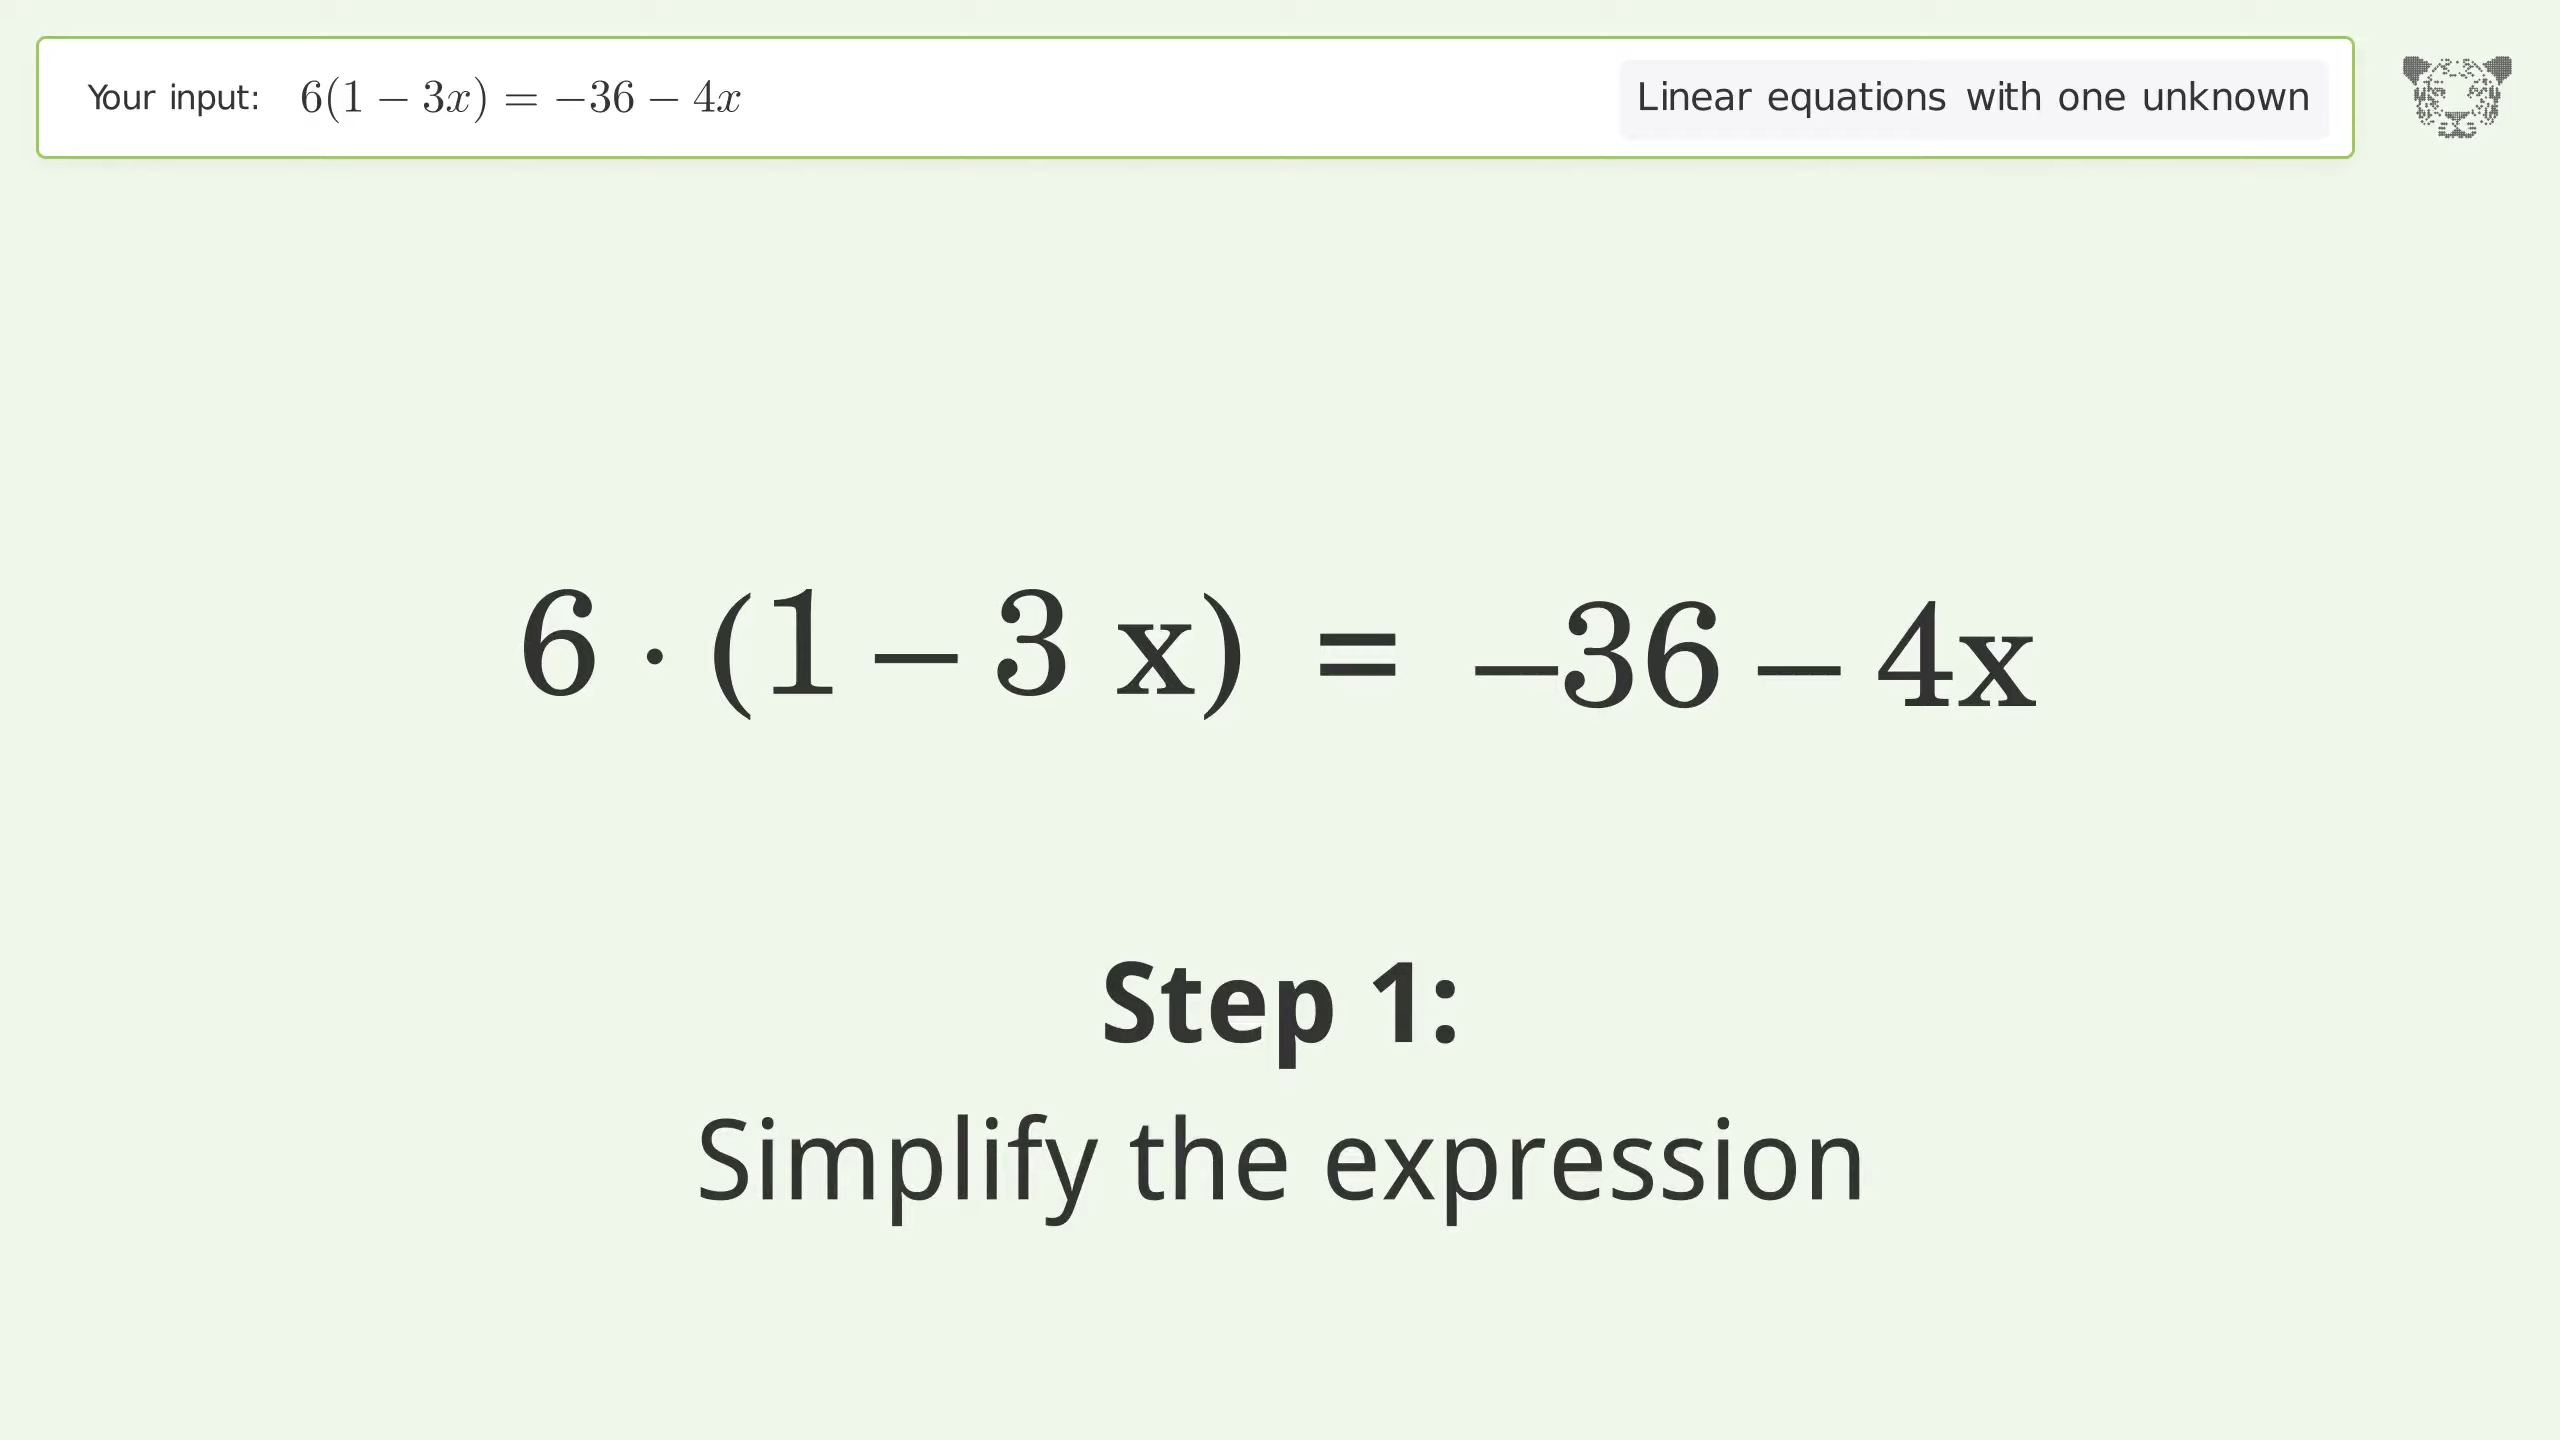 Your input: 6(1 − 3x) = −36 − 4x
Linear equations with one unknown
6 · (1 − 3 x) = −36 − 4x
Step 1:
Simplify the expression